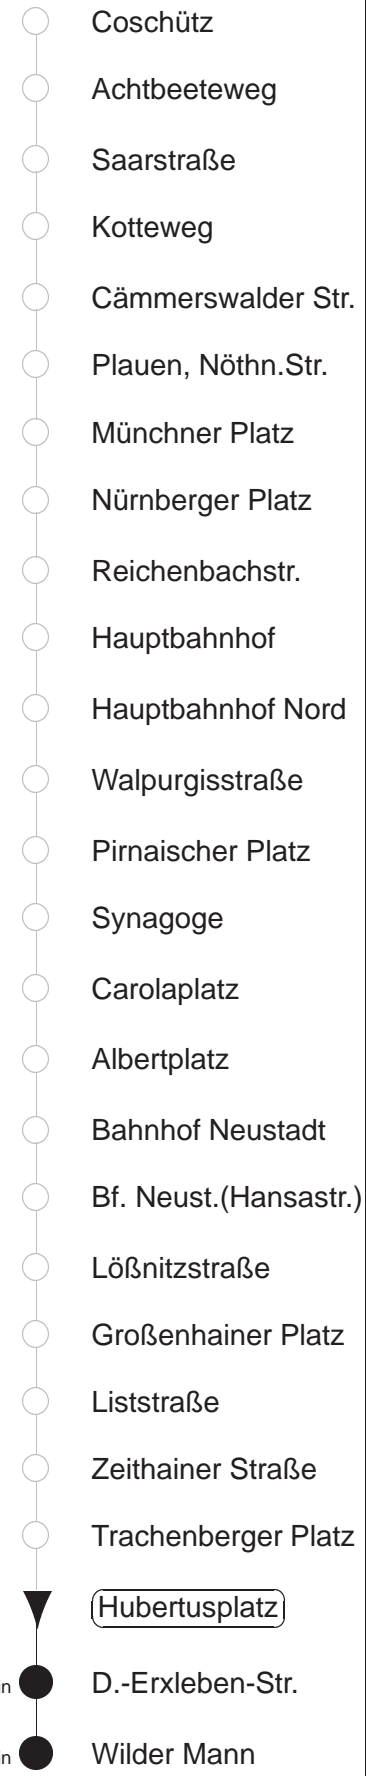 Coschütz
Achtbeeteweg
Saarstraße
Kotteweg
Cämmerswalder Str.
Plauen, Nöthn.Str.
Münchner Platz
Nürnberger Platz
Reichenbachstr.
Hauptbahnhof
Hauptbahnhof Nord
Walpurgisstraße
Pirnaischer Platz
Synagoge
Carolaplatz
Albertplatz
Bahnhof Neustadt
Bf. Neust.(Hansastr.)
Lößnitzstraße
Großenhainer Platz
Liststraße
Zeithainer Straße
Trachenberger Platz
Hubertusplatz
in D.-Erxleben-Str.
in Wilder Mann